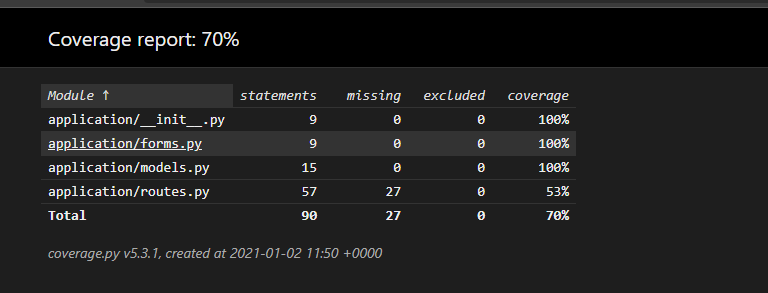 Coverage report: 70%
Module ↑ statements missing excluded coverage
application/__init__.py 9 0 0 100%
application/forms.py 9 0 0 100%
application/models.py 15 0 0 100%
application/routes.py 57 27 0 53%
Total 90 27 0 70%
coverage.py v5.3.1, created at 2021-01-02 11:50 +0000